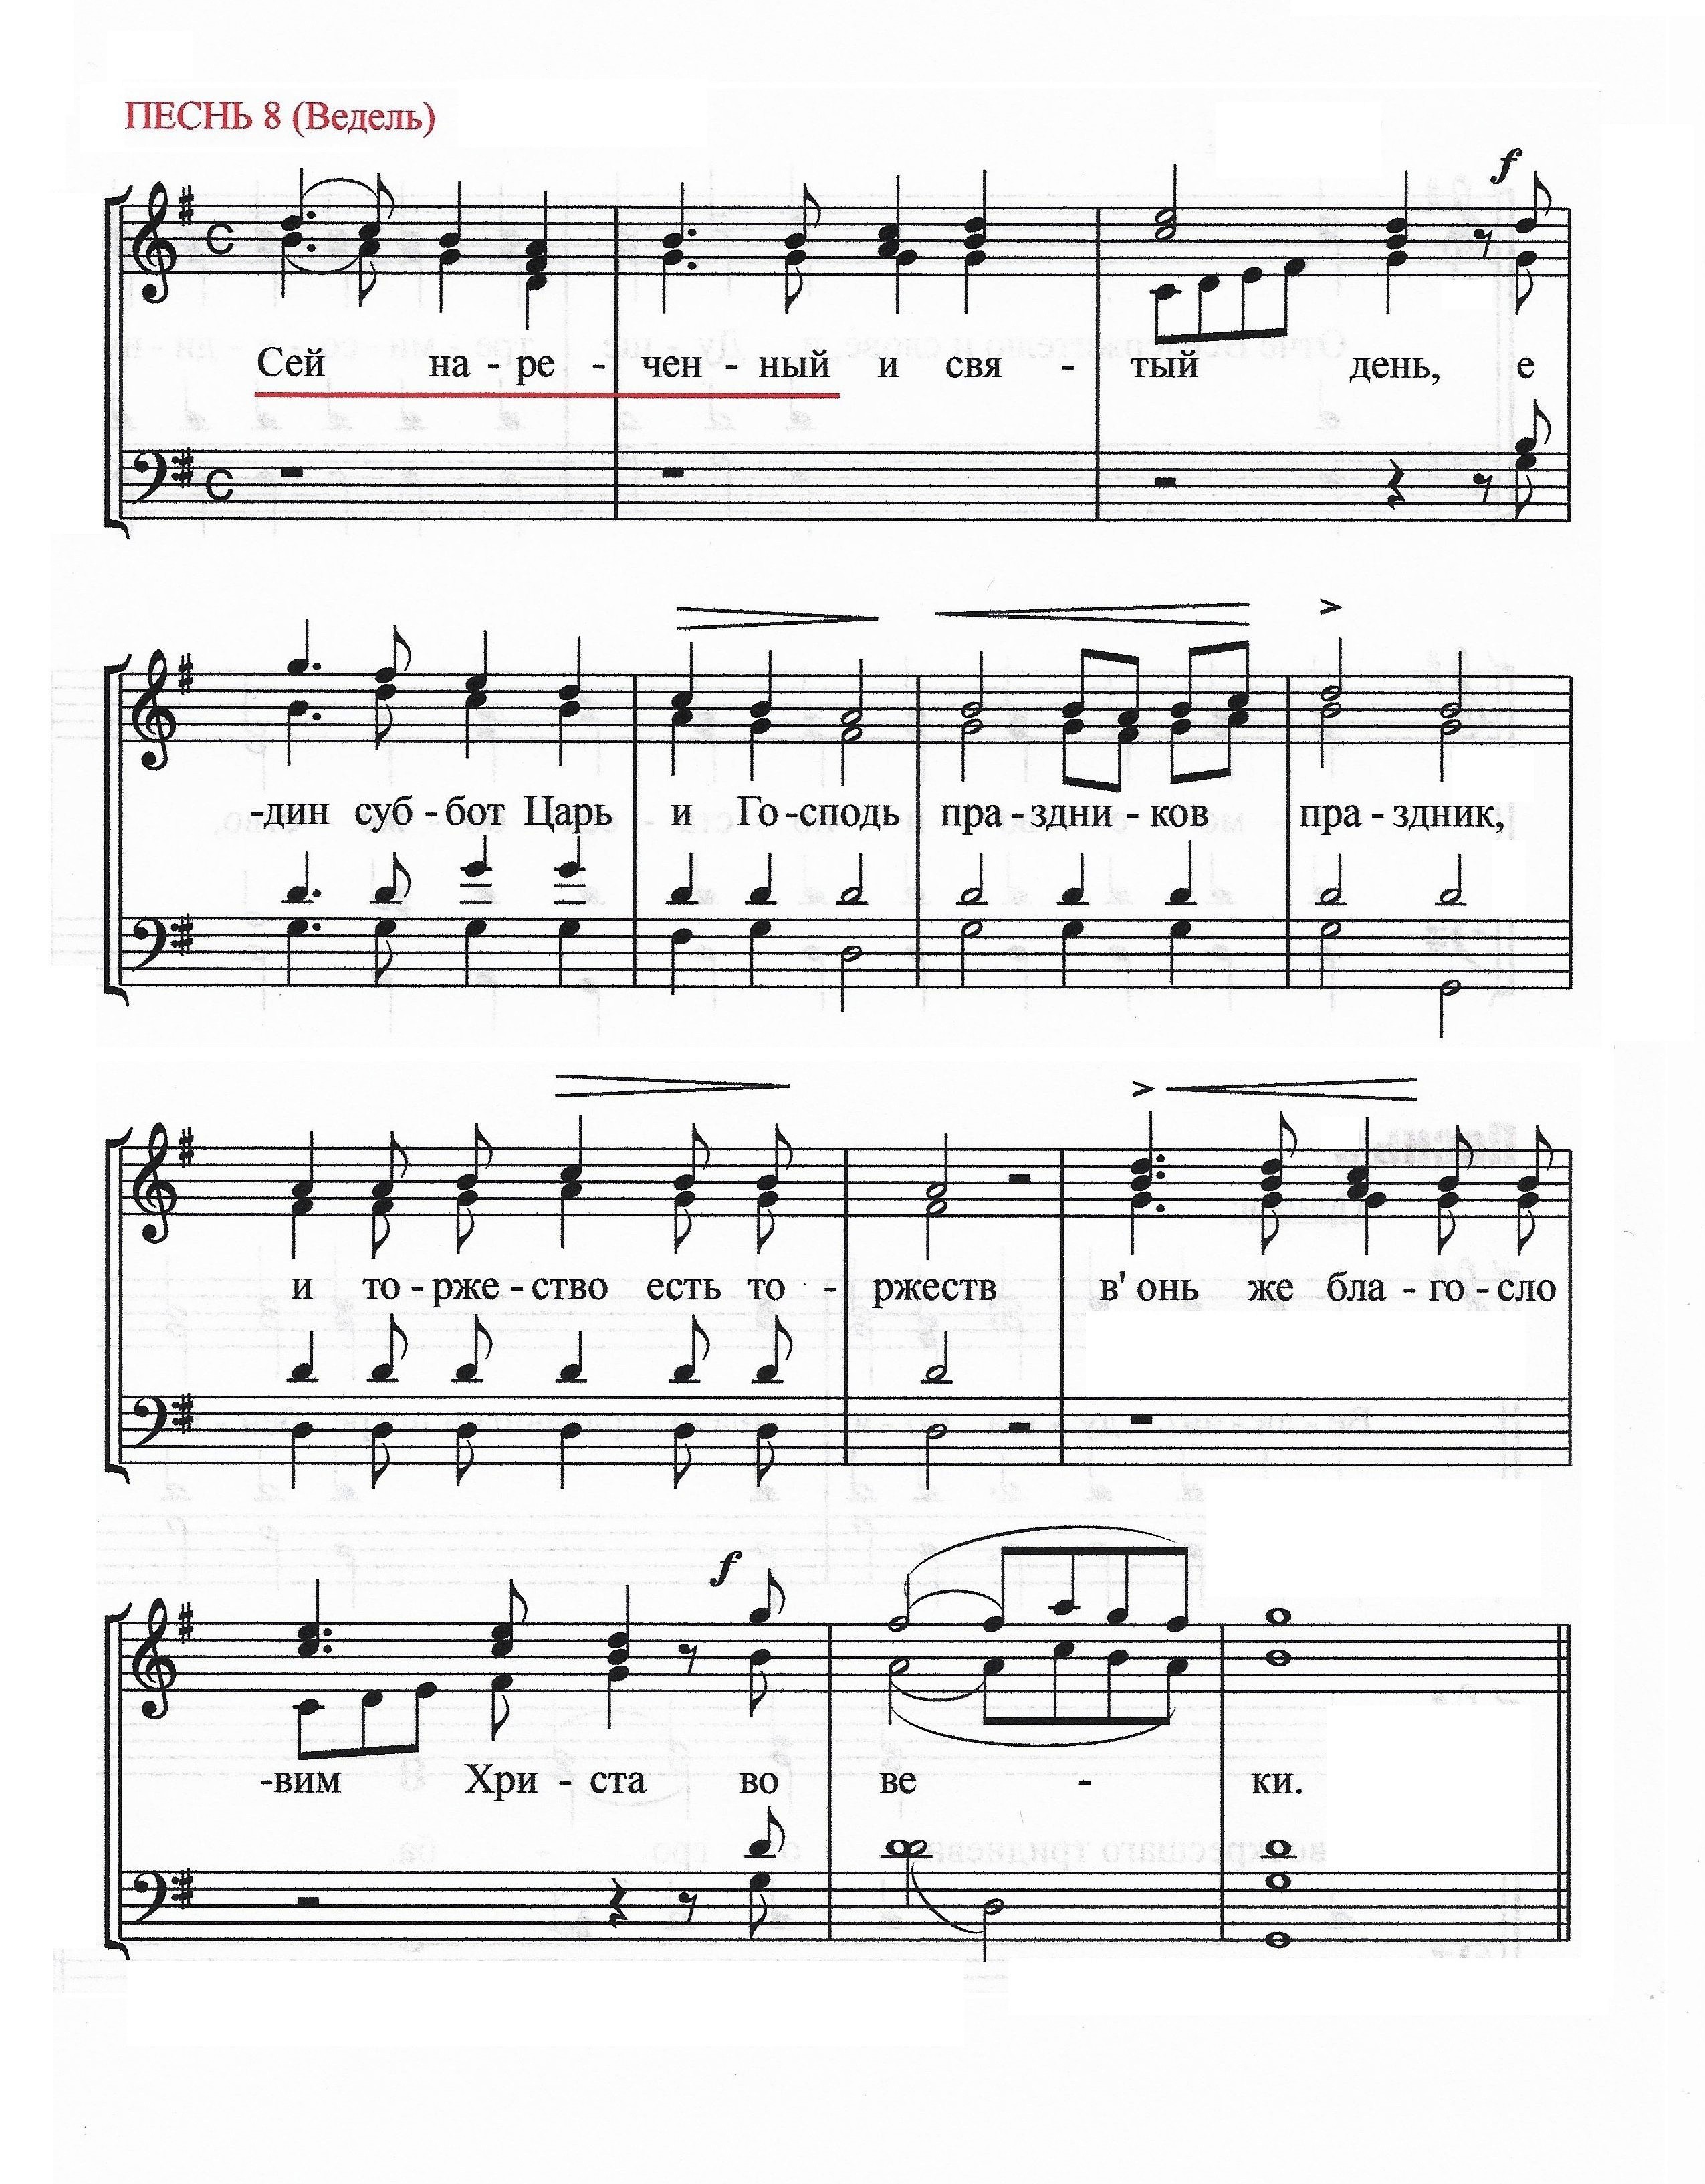 ПЕСНЬ 8 (Ведель)
f
Сей на - ре - чен - ный и свя - тый день, е
-дин суб - бот Царь и Го - сподь пра - здни - ков пра - здник,
и то - рже - ство есть то - ржеств в' онь же бла - го - сло
f
-вим Хри - ста во ве - ки.